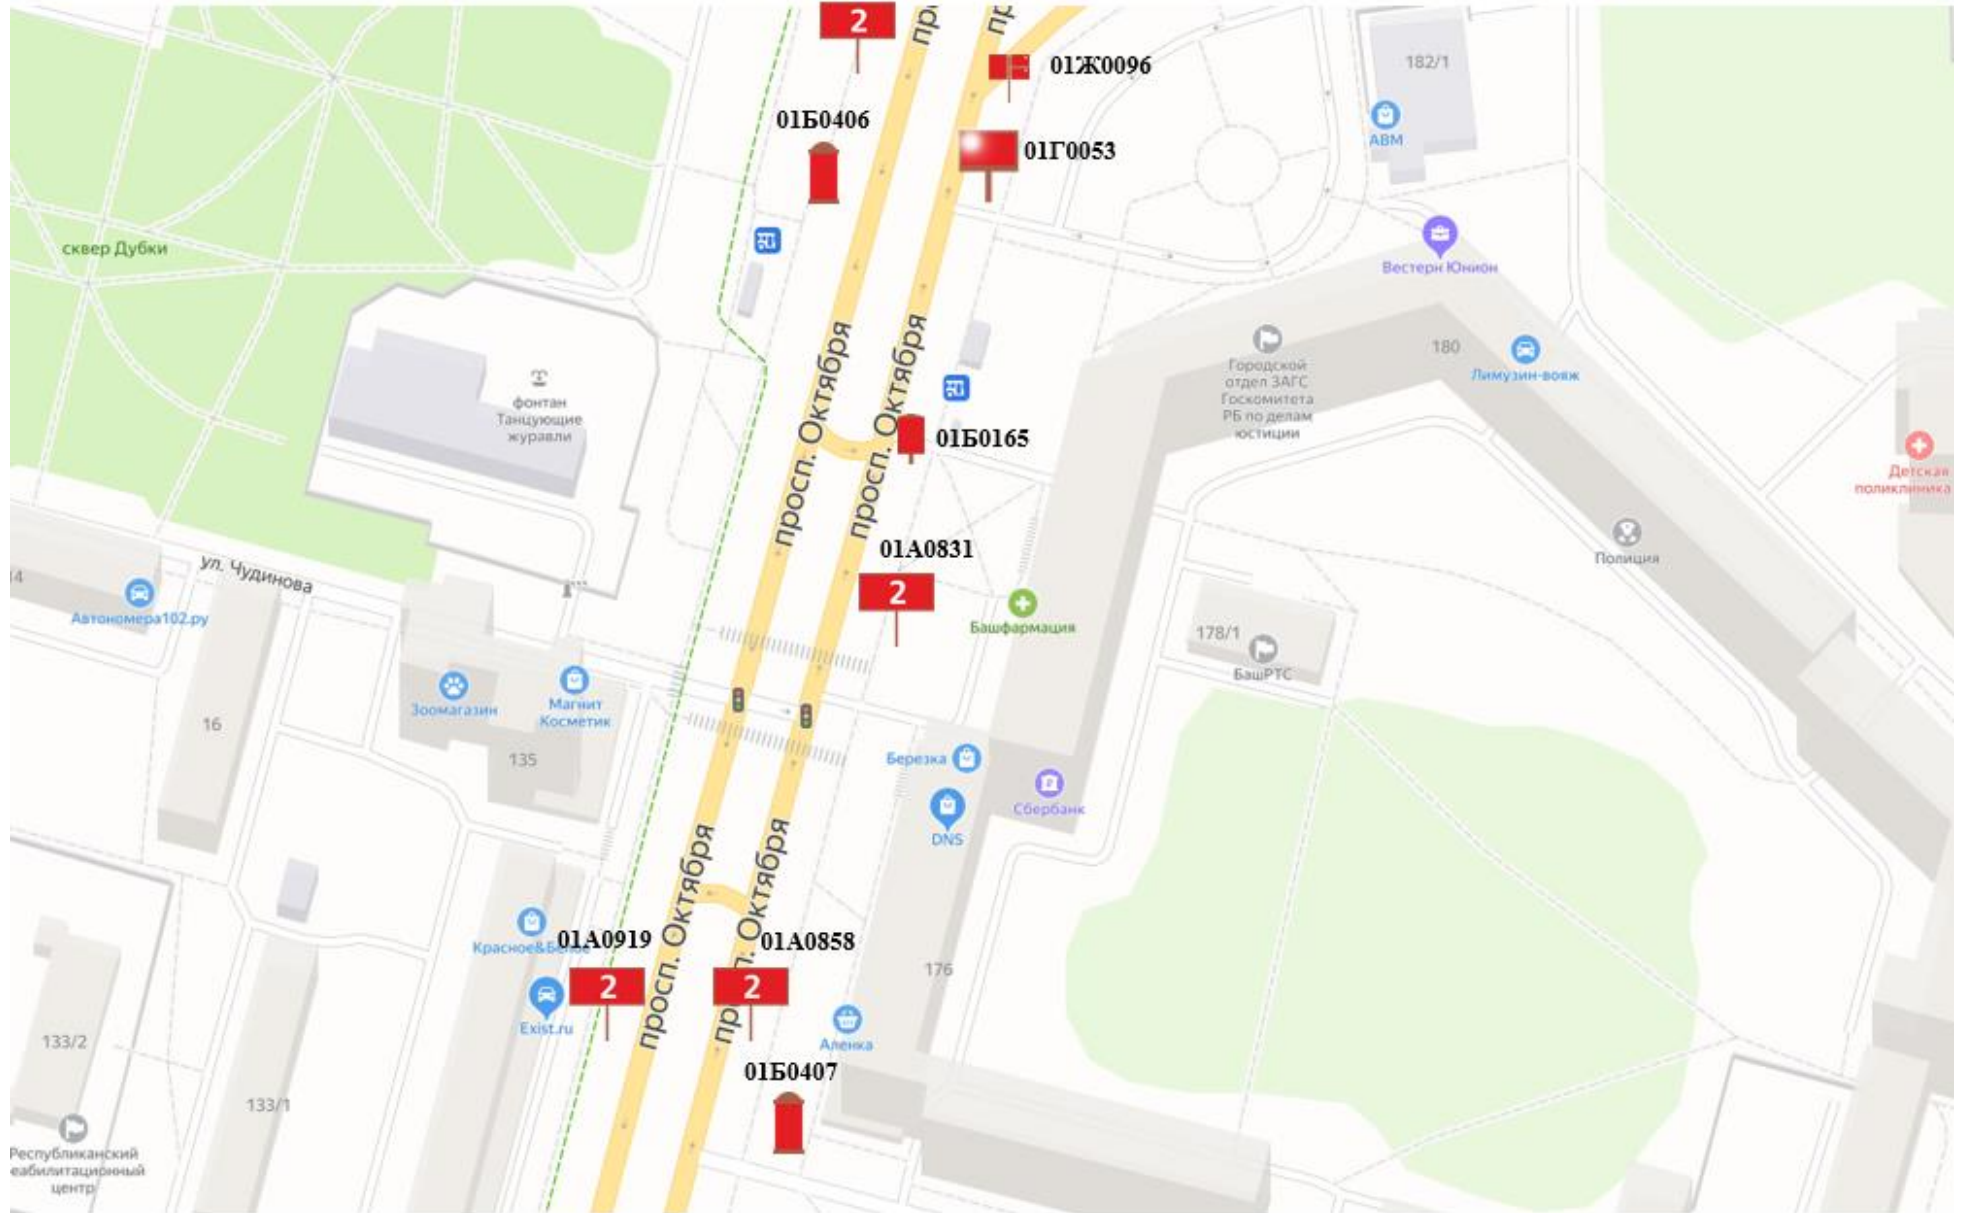 2
пр
пр
01Ж0096
182/1
АВМ
01Б0406
01Г0053
сквер Дубки
Вестерн Юнион
фонтан
Танцующие
журавли
просп. Октября
просп. Октября
Городской
отдел ЗАГС
Госкомитета
РБ по делам
юстиции
180
Лимузин-вояж
01Б0165
Детская
поликлиника
Полиция
ул. Чудинова
4
Автономера102.ру
01А0831
2
Башфармация
178/1
БашРТС
16
Зоомагазин
Магнит
Косметик
135
Березка
Сбербанк
DNS
просп. Октября
просп. Октября
Красное&Белое
01А0919
01А0858
2
2
176
Exist.ru
Аленка
133/2
01Б0407
133/1
Республиканский
еабилитационный
центр